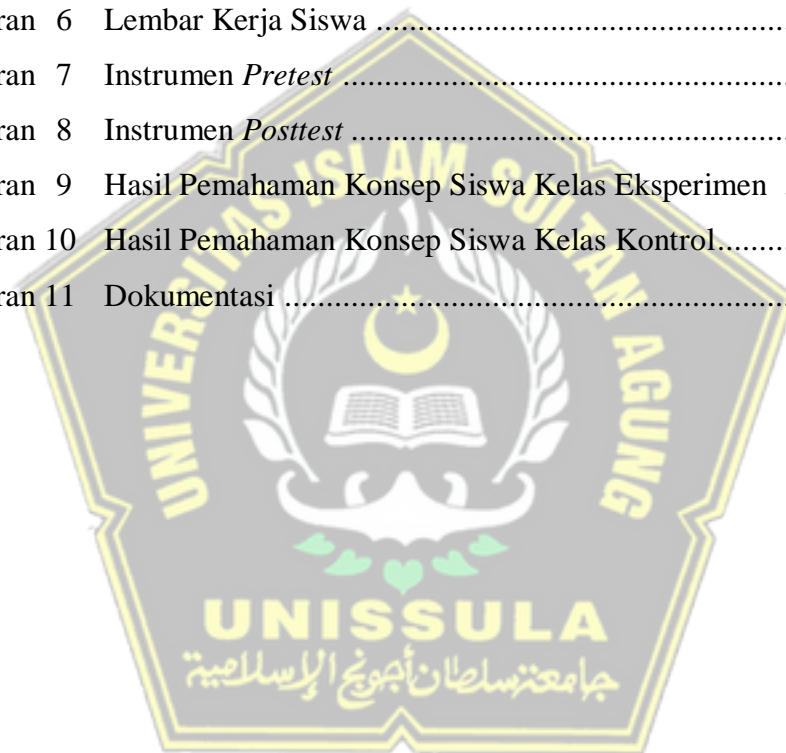 ran 6 Lembar Kerja Siswa ................................................
ran 7 Instrumen Pretest ....................................................
ran 8 Instrumen Posttest ...................................................
ran 9 Hasil Pemahaman Konsep Siswa Kelas Eksperimen .
ran 10 Hasil Pemahaman Konsep Siswa Kelas Kontrol.........
ran 11 Dokumentasi ...........................................................
UNIVERSITAS ISLAM SULTAN AGUNG
UNISSULA
جامعة سلطان أجونج الإسلامية